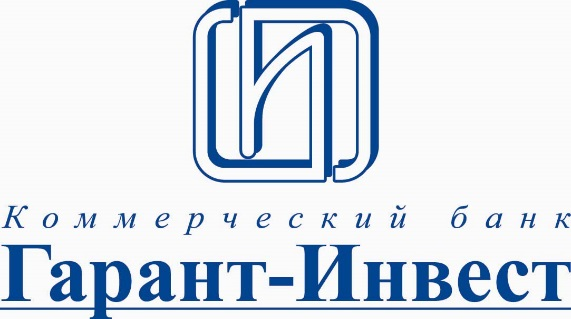 Коммерческий банк
Гарант-Инвест